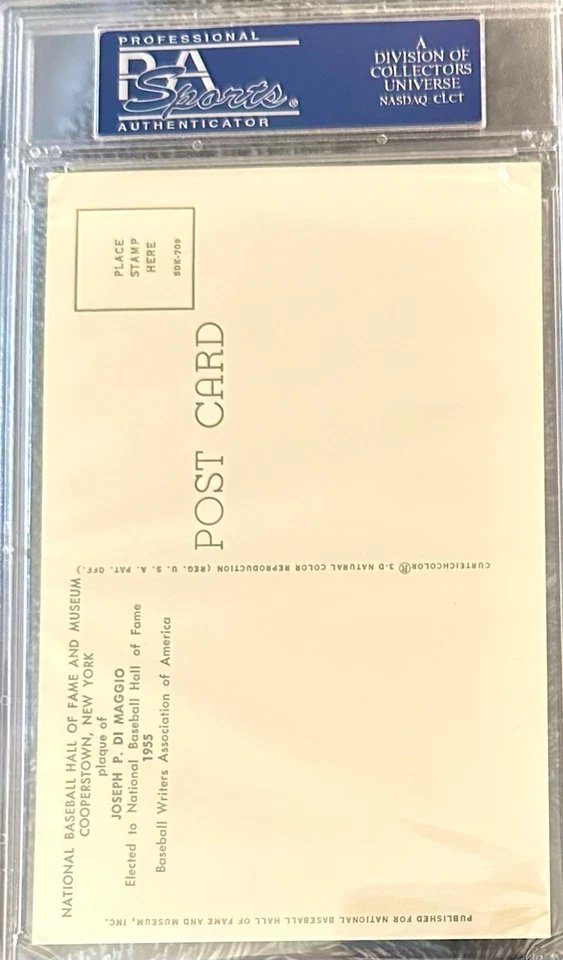 PROFESSIONAL
PSA
Sports®
AUTHENTICATOR
A
DIVISION OF
COLLECTORS
UNIVERSE
NASDAQ: CLCT
NATIONAL BASEBALL HALL OF FAME AND MUSEUM
COOPERSTOWN, NEW YORK
plaque of
JOSEPH P. DI MAGGIO
Elected to National Baseball Hall of Fame
1955
Baseball Writers Association of America
POST CARD
PLACE
STAMP
HERE
5DK-709
CURTEICHCOLOR® 3-D NATURAL COLOR REPRODUCTION (REG. U. S. A. PAT. OFF.)
PUBLISHED FOR NATIONAL BASEBALL HALL OF FAME AND MUSEUM, INC.